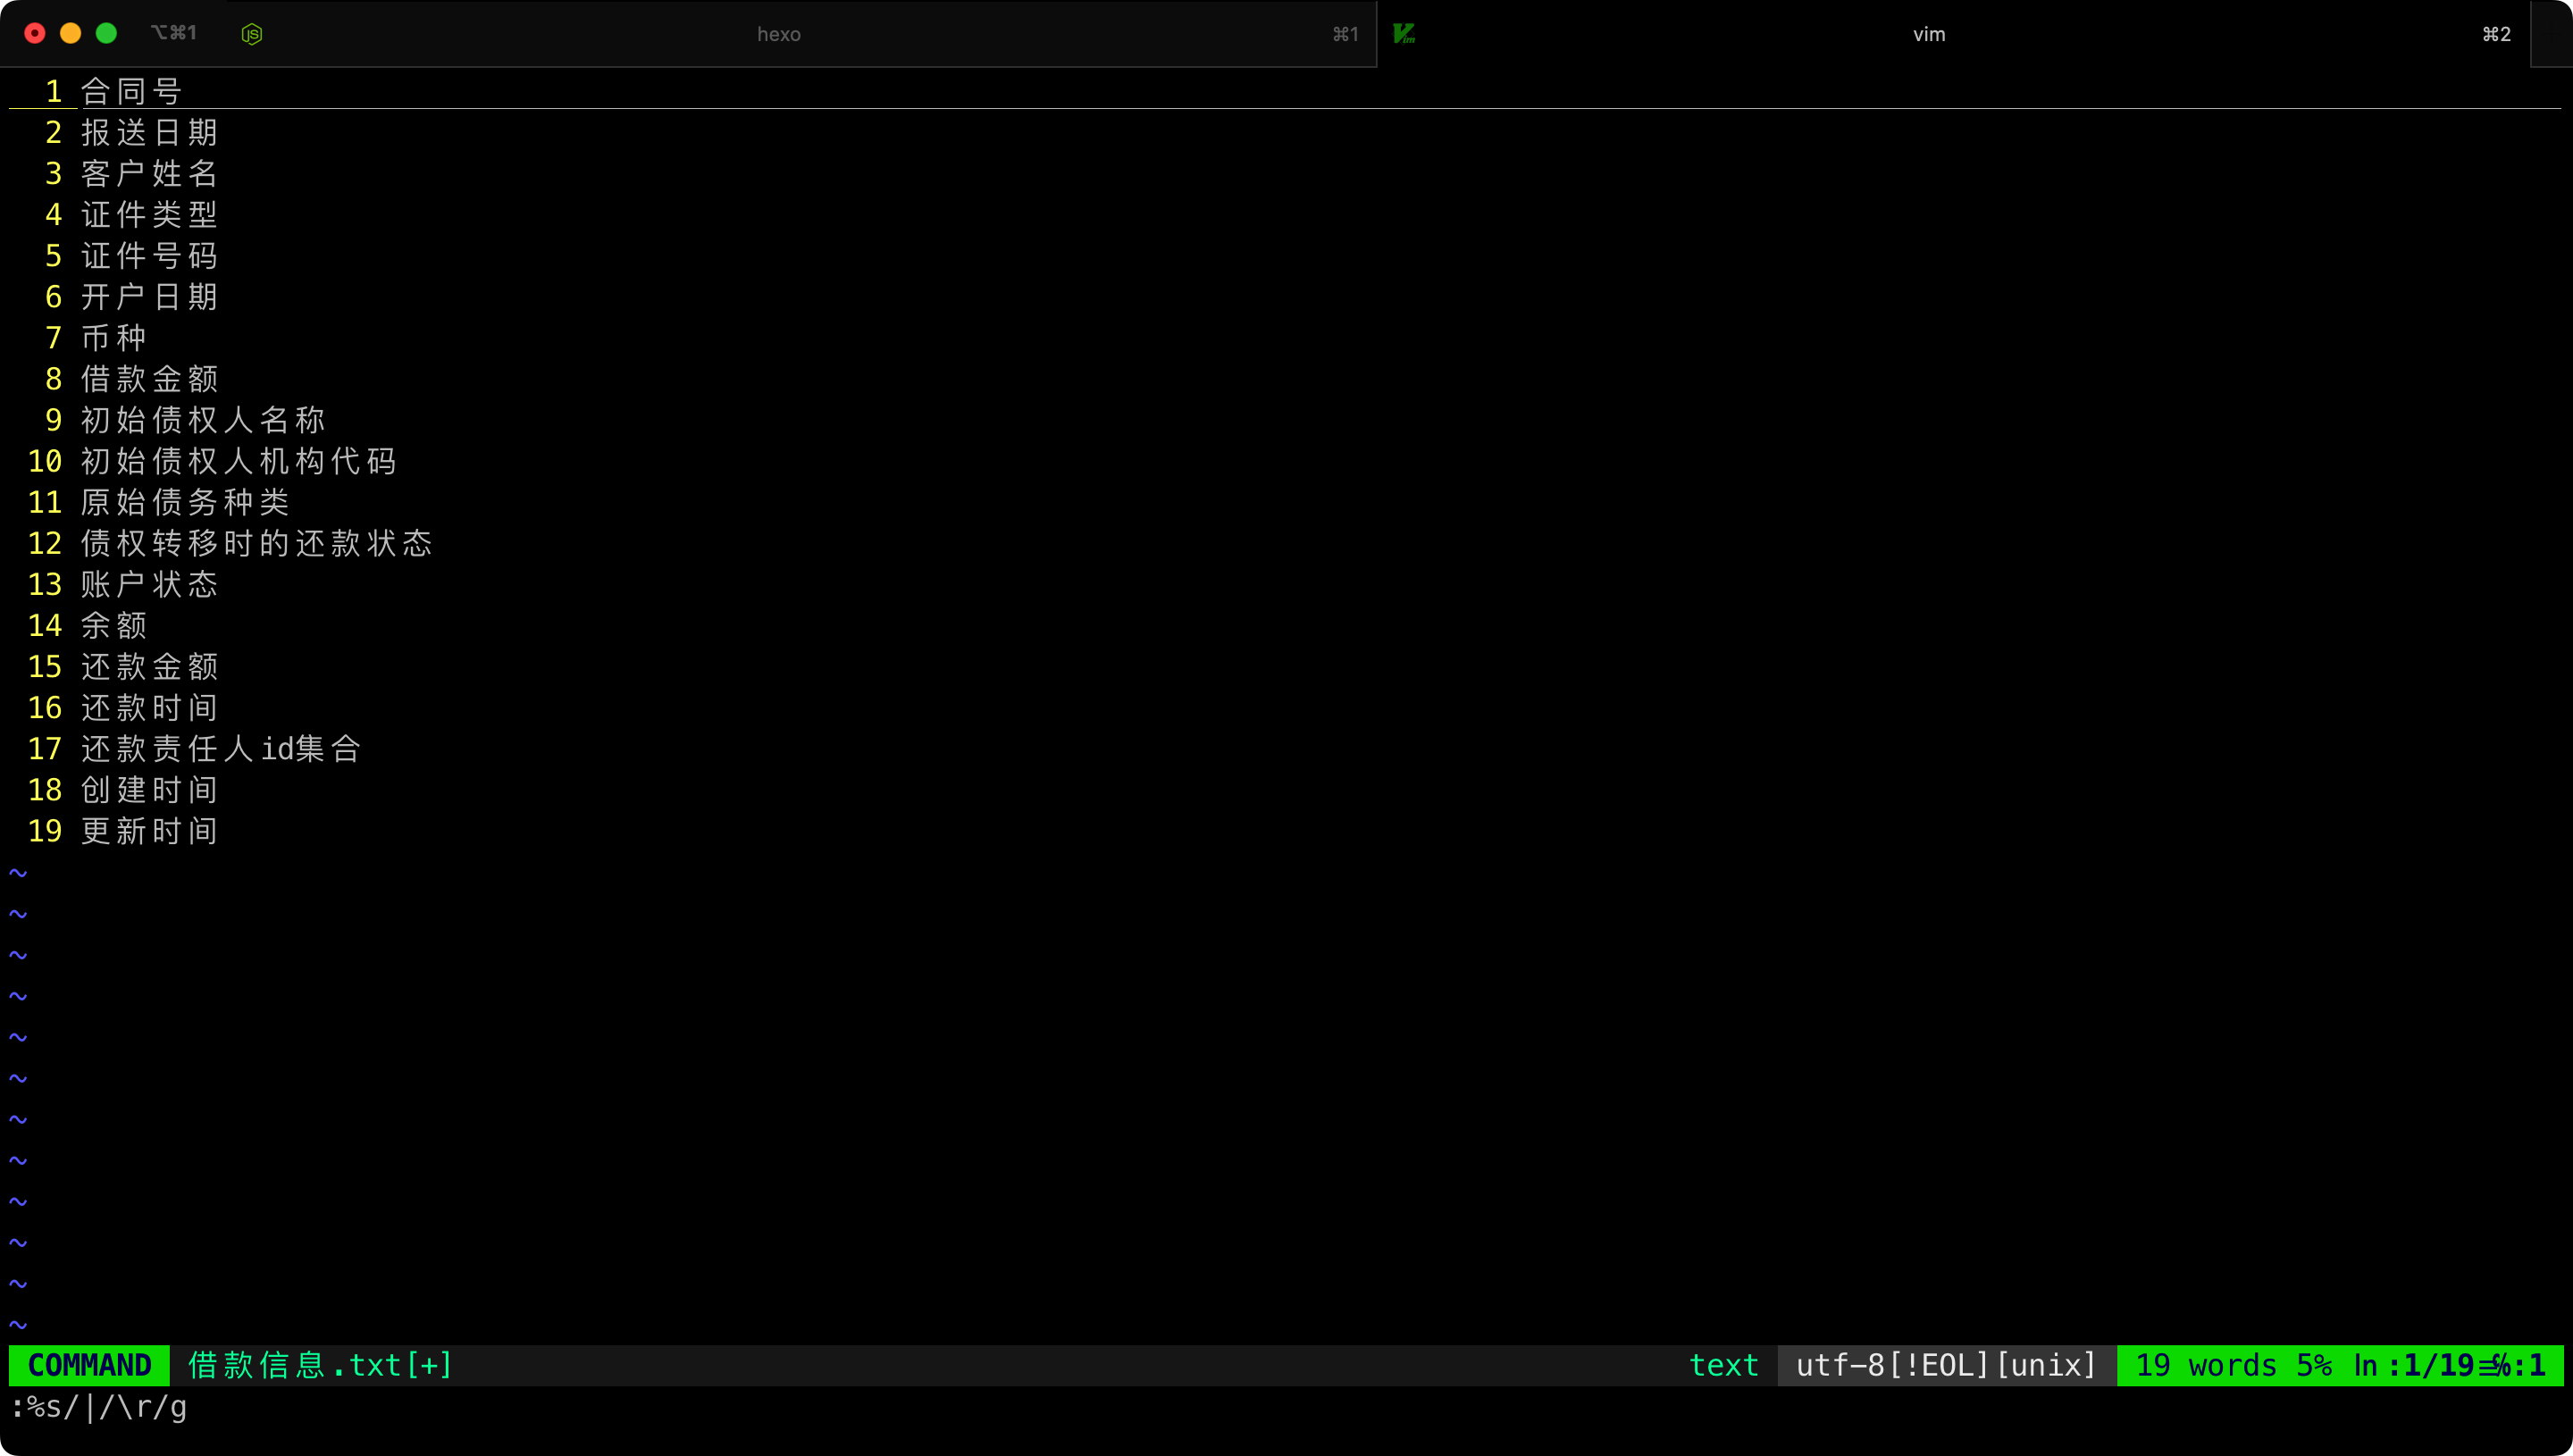 ⌥⌘1 hexo ⌘1 vim ⌘2
1 合同号
2 报送日期
3 客户姓名
4 证件类型
5 证件号码
6 开户日期
7 币种
8 借款金额
9 初始债权人名称
10 初始债权人机构代码
11 原始债务种类
12 债权转移时的还款状态
13 账户状态
14 余额
15 还款金额
16 还款时间
17 还款责任人id集合
18 创建时间
19 更新时间
~
~
~
~
~
~
~
~
~
~
~
~
COMMAND 借款信息.txt[+] text utf-8[!EOL][unix] 19 words 5% ln:1/19≡℅:1
:%s/|/\r/g